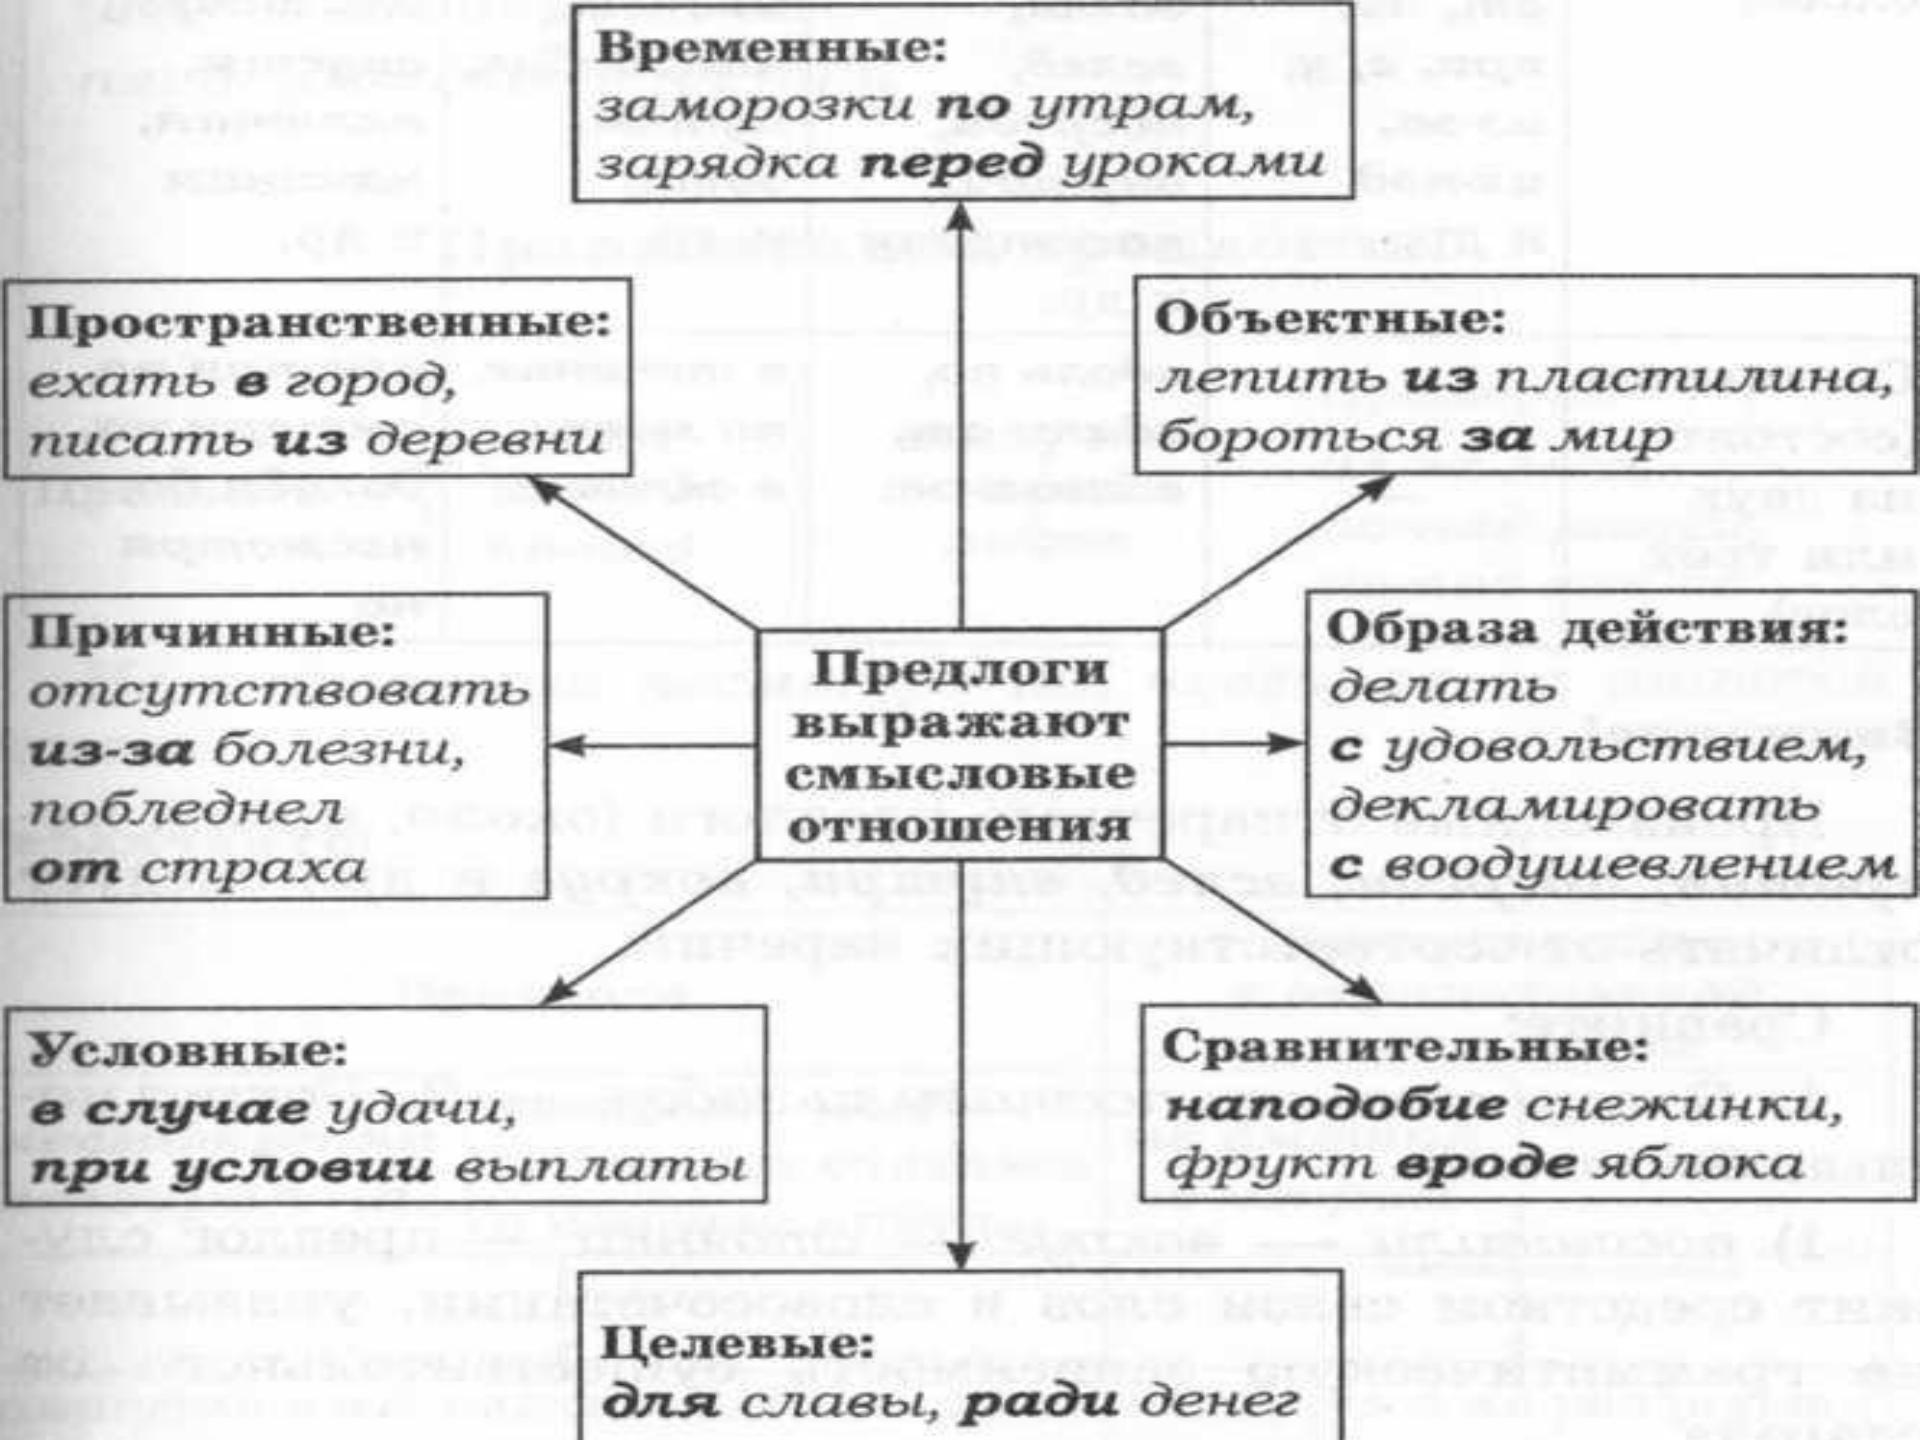 Временные:
заморозки по утрам,
зарядка перед уроками
Пространственные:
ехать в город,
писать из деревни
Объектные:
лепить из пластилина,
бороться за мир
Причинные:
отсутствовать
из-за болезни,
побледнел
от страха
Предлоги
выражают
смысловые
отношения
Образа действия:
делать
с удовольствием,
декламировать
с воодушевлением
Условные:
в случае удачи,
при условии выплаты
Сравнительные:
наподобие снежинки,
фрукт вроде яблока
Целевые:
для славы, ради денег